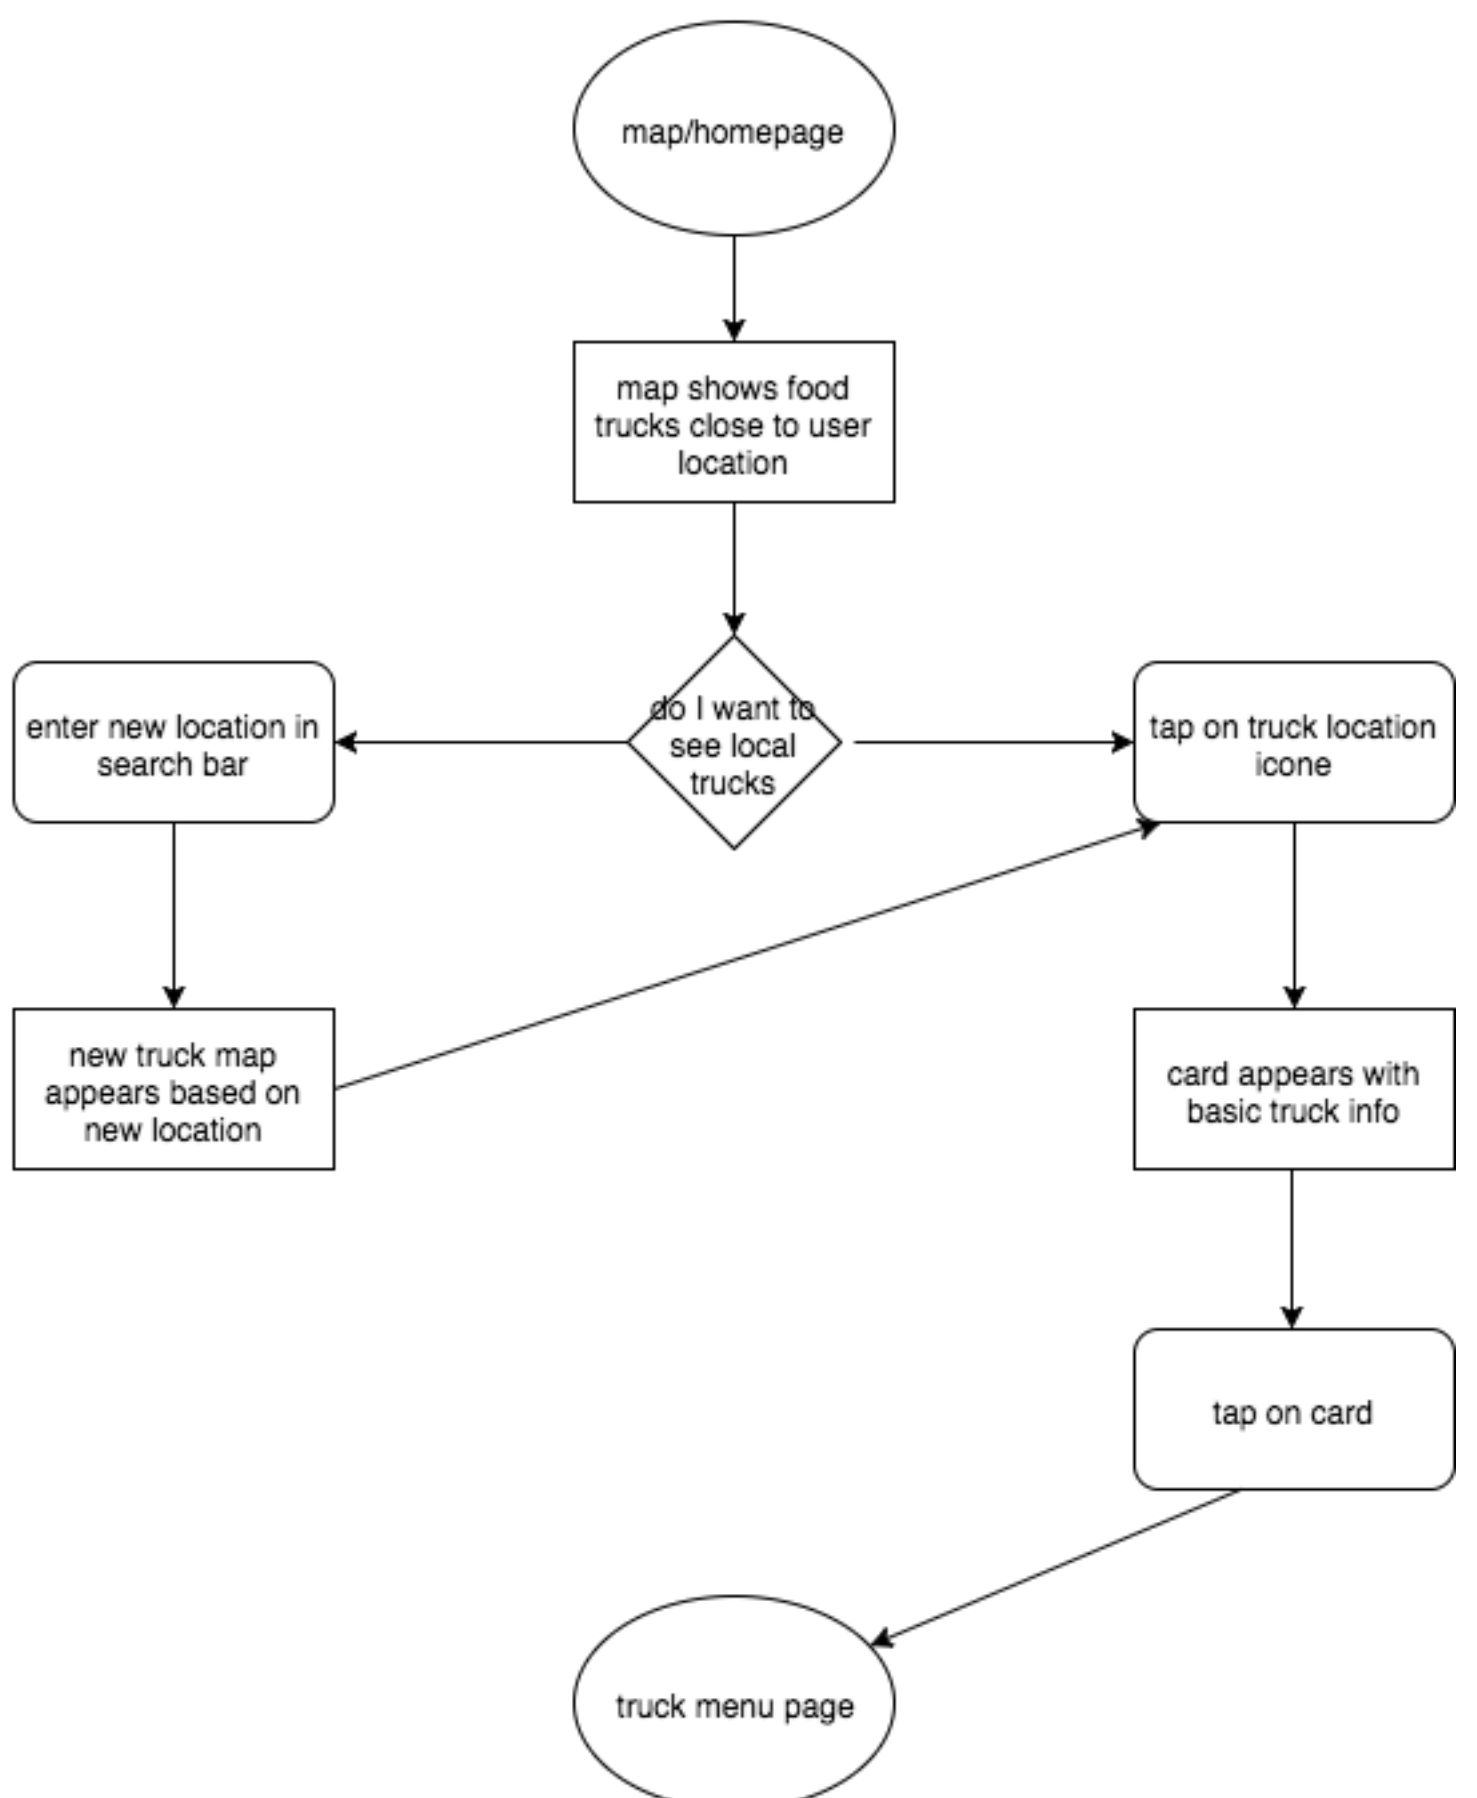 map/homepage
map shows food
trucks close to user
location
do I want to
see local
trucks
enter new location in
search bar
tap on truck location
icone
new truck map
appears based on
new location
card appears with
basic truck info
tap on card
truck menu page